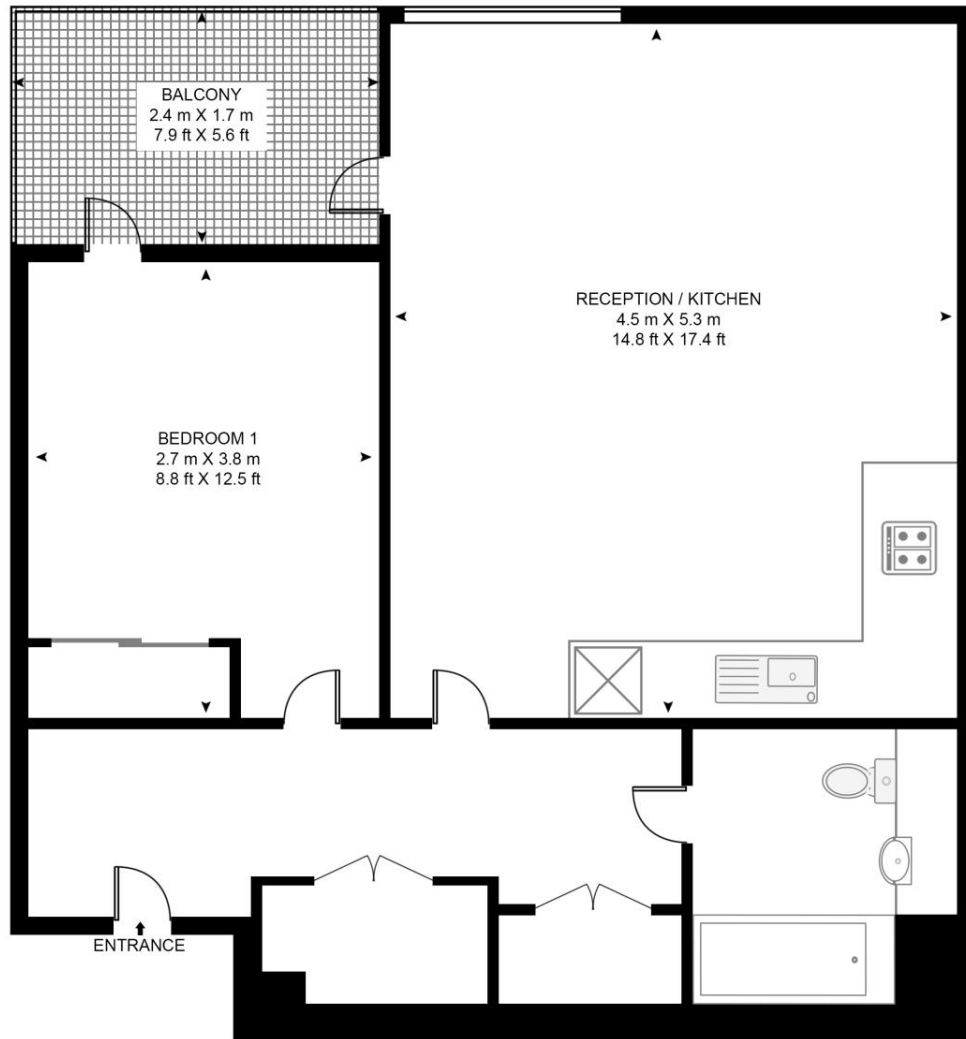 BALCONY
2.4 m X 1.7 m
7.9 ft X 5.6 ft
RECEPTION / KITCHEN
4.5 m X 5.3 m
14.8 ft X 17.4 ft
BEDROOM 1
2.7 m X 3.8 m
8.8 ft X 12.5 ft
ENTRANCE